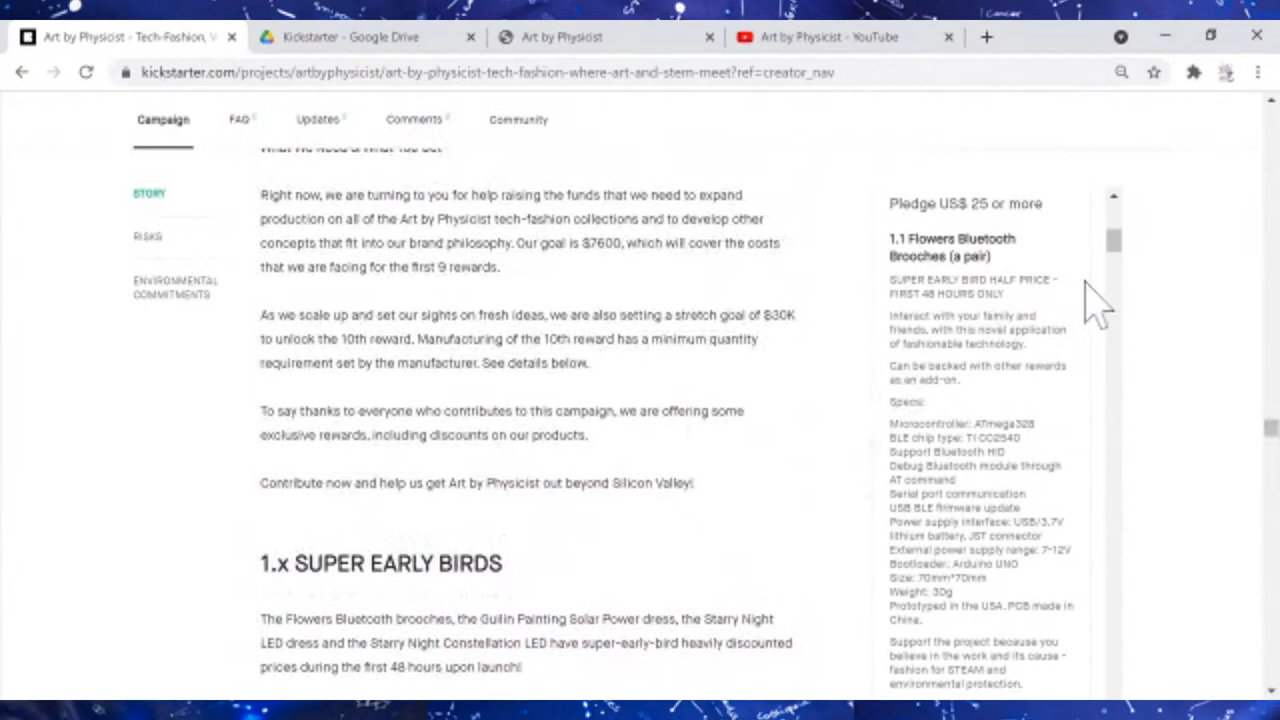 Cancer
Art by Physicist - Tech-Fashion, W
Kickstarter - Google Drive
Art by Physicist
Art by Physicist - YouTube
kickstarter.com/projects/artbyphysicist/art-by-physicist-tech-fashion-where-art-and-stem-meet?ref=creator_nav
Campaign
FAQ
Updates
Comments
Community
What We Need & What You Get
STORY
RISKS
ENVIRONMENTAL
COMMITMENTS
Right now, we are turning to you for help raising the funds that we need to expand
production on all of the Art by Physicist tech-fashion collections and to develop other
concepts that fit into our brand philosophy. Our goal is $7600, which will cover the costs
that we are facing for the first 9 rewards.
As we scale up and set our sights on fresh ideas, we are also setting a stretch goal of $30K
to unlock the 10th reward. Manufacturing of the 10th reward has a minimum quantity
requirement set by the manufacturer. See details below.
To say thanks to everyone who contributes to this campaign, we are offering some
exclusive rewards, including discounts on our products.
Contribute now and help us get Art by Physicist out beyond Silicon Valley!
1.x SUPER EARLY BIRDS
The Flowers Bluetooth brooches, the Guilin Painting Solar Power dress, the Starry Night
LED dress and the Starry Night Constellation LED have super-early-bird heavily discounted
prices during the first 48 hours upon launch!
Pledge US$ 25 or more
1.1 Flowers Bluetooth
Brooches (a pair)
SUPER EARLY BIRD HALF PRICE -
FIRST 48 HOURS ONLY
Interact with your family and
friends, with this novel application
of fashionable technology.
Can be backed with other rewards
as an add-on.
Specs:
Microcontroller: ATmega328
BLE chip type: TI CC2540
Support Bluetooth HID
Debug Bluetooth module through
AT command
Serial port communication
USB BLE firmware update
Power supply interface: USB/3.7V
lithium battery, JST connector
External power supply range: 7-12V
Bootloader: Arduino UNO
Size: 70mm*70mm
Weight: 30g
Prototyped in the USA. PCB made in
China.
Support the project because you
believe in the work and its cause -
fashion for STEAM and
environmental protection.